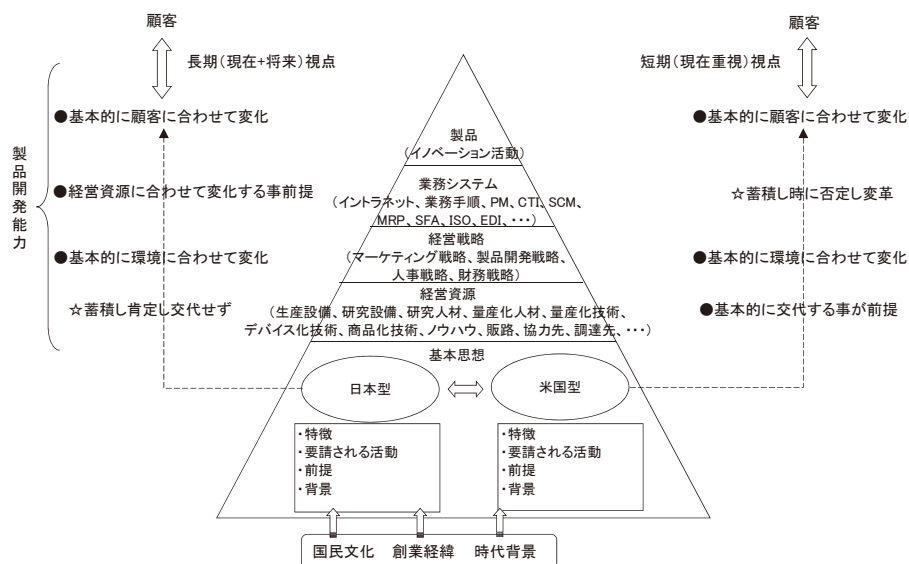 顧客
長期(現在+将来)視点
●基本的に顧客に合わせて変化
●経営資源に合わせて変化する事前提
●基本的に環境に合わせて変化
☆蓄積し肯定し交代せず
製品開発能力
製品
(イノベーション活動)
業務システム
(イントラネット、業務手順、PM、CTI、SCM、
MRP、SFA、ISO、EDI、・・・)
経営戦略
(マーケティング戦略、製品開発戦略、
人事戦略、財務戦略)
経営資源
(生産設備、研究設備、研究人材、量産化人材、量産化技術、
デバイス化技術、商品化技術、ノウハウ、販路、協力先、調達先、・・・)
基本思想
日本型
米国型
・特徴
・要請される活動
・前提
・背景
・特徴
・要請される活動
・前提
・背景
国民文化 創業経緯 時代背景
顧客
短期(現在重視)視点
●基本的に顧客に合わせて変化
☆蓄積し時に否定し変革
●基本的に環境に合わせて変化
●基本的に交代する事が前提